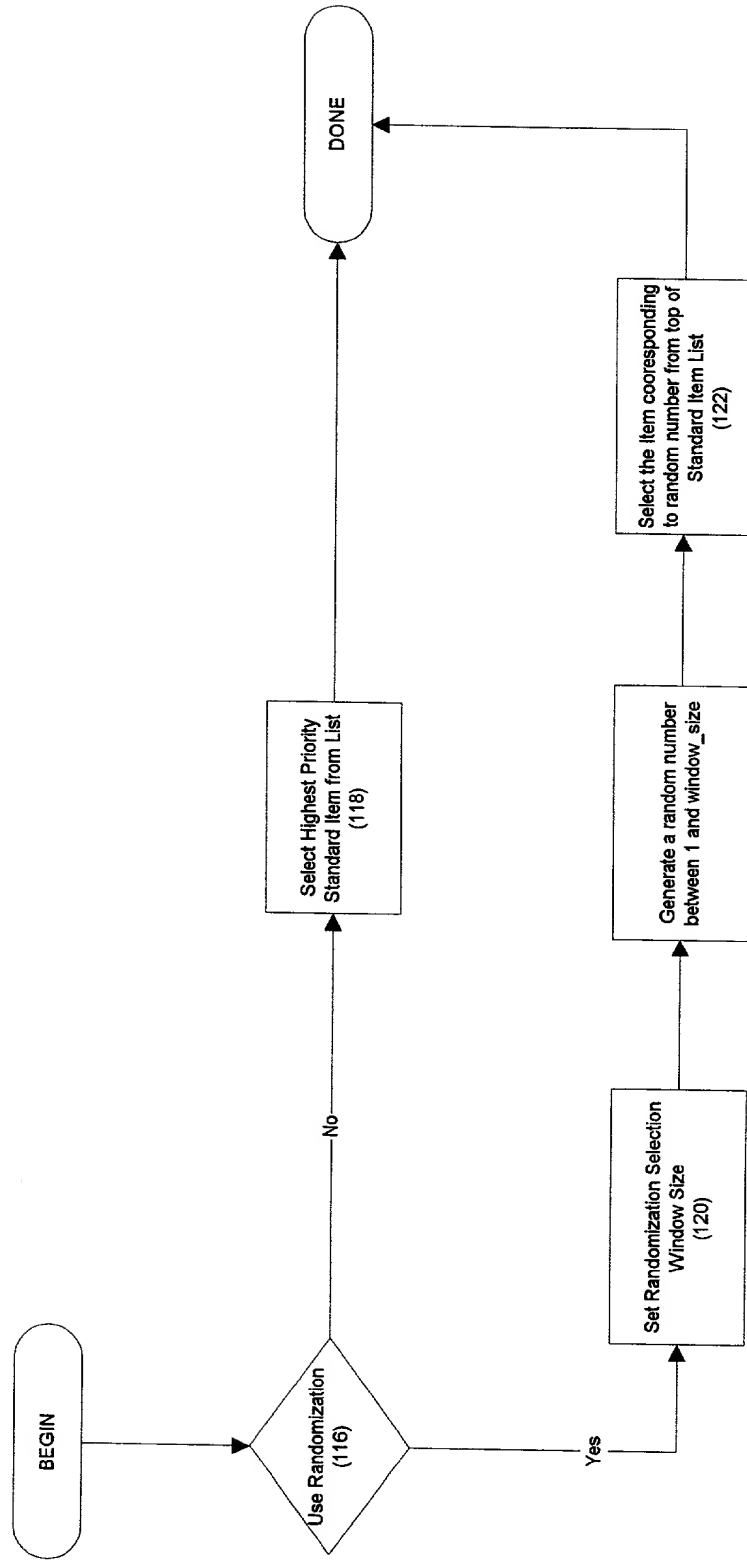 BEGIN
Use Randomization
(116)
No
Select Highest Priority
Standard Item from List
(118)
DONE
Yes
Set Randomization Selection
Window Size
(120)
Generate a random number
between 1 and window_size
Select the Item cooresponding
to random number from top of
Standard Item List
(122)